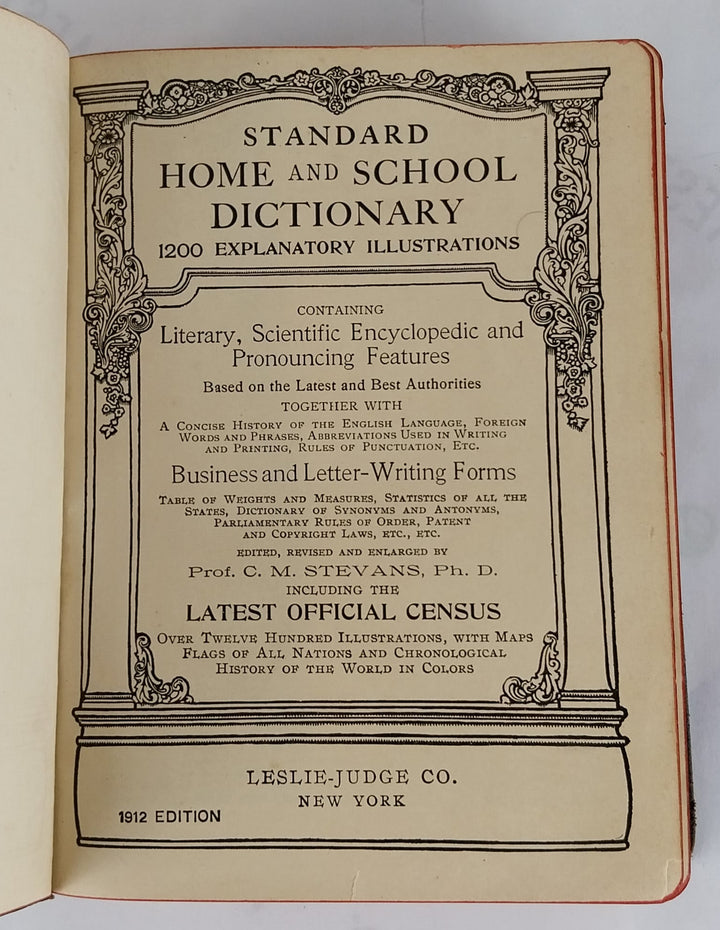 STANDARD
HOME AND SCHOOL
DICTIONARY
1200 EXPLANATORY ILLUSTRATIONS
CONTAINING
Literary, Scientific Encyclopedic and
Pronouncing Features
Based on the Latest and Best Authorities
TOGETHER WITH
A CONCISE HISTORY OF THE ENGLISH LANGUAGE, FOREIGN
WORDS AND PHRASES, ABBREVIATIONS USED IN WRITING
AND PRINTING, RULES OF PUNCTUATION, ETC.
Business and Letter-Writing Forms
TABLE OF WEIGHTS AND MEASURES, STATISTICS OF ALL THE
STATES, DICTIONARY OF SYNONYMS AND ANTONYMS,
PARLIAMENTARY RULES OF ORDER, PATENT
AND COPYRIGHT LAWS, ETC., ETC.
EDITED, REVISED AND ENLARGED BY
Prof. C. M. STEVANS, Ph. D.
INCLUDING THE
LATEST OFFICIAL CENSUS
OVER TWELVE HUNDRED ILLUSTRATIONS, WITH MAPS
FLAGS OF ALL NATIONS AND CHRONOLOGICAL
HISTORY OF THE WORLD IN COLORS
LESLIE-JUDGE CO.
NEW YORK
1912 EDITION